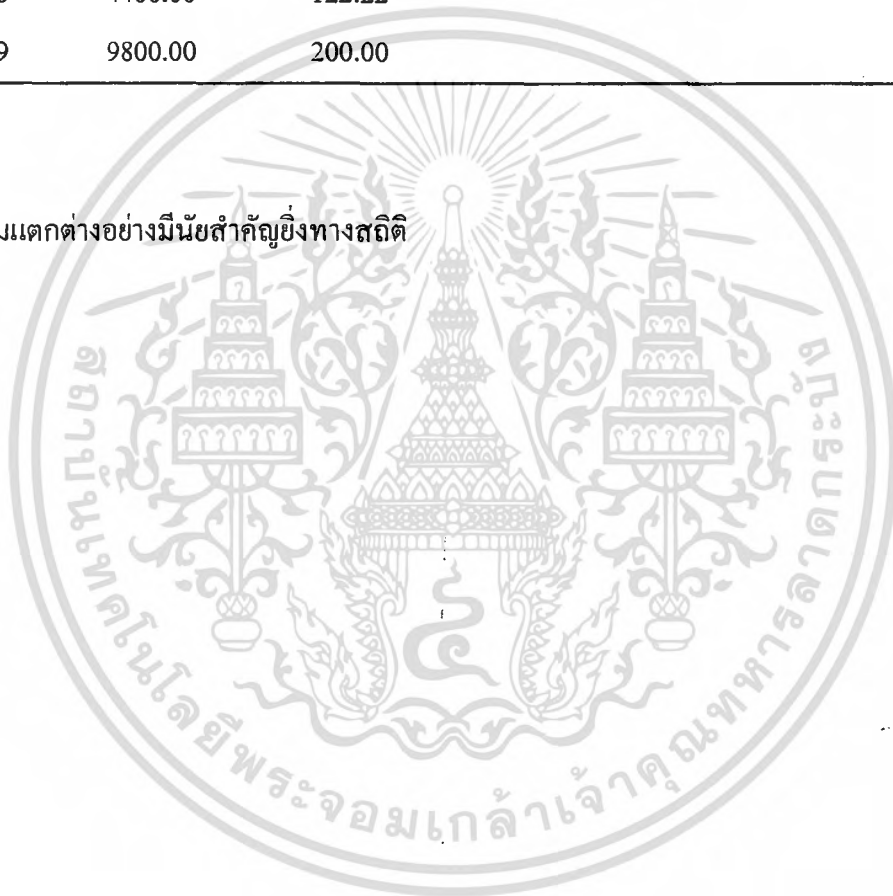 9 9800.00 200.00
มแตกต่างอย่างมีนัยสำคัญยิ่งทางสถิติ
สถาบันเทคโนโลยีพระจอมเกล้าเจ้าคุณทหารลาดกระบัง